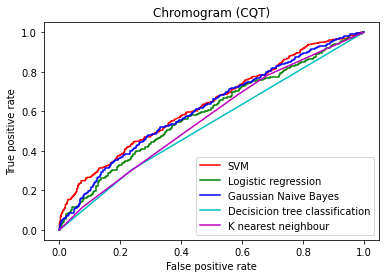 Chromogram (CQT)
True positive rate
1.0
0.8
0.6
0.4
0.2
0.0
SVM
Logistic regression
Gaussian Naive Bayes
Decisicion tree classification
K nearest neighbour
0.0 0.2 0.4 0.6 0.8 1.0
False positive rate